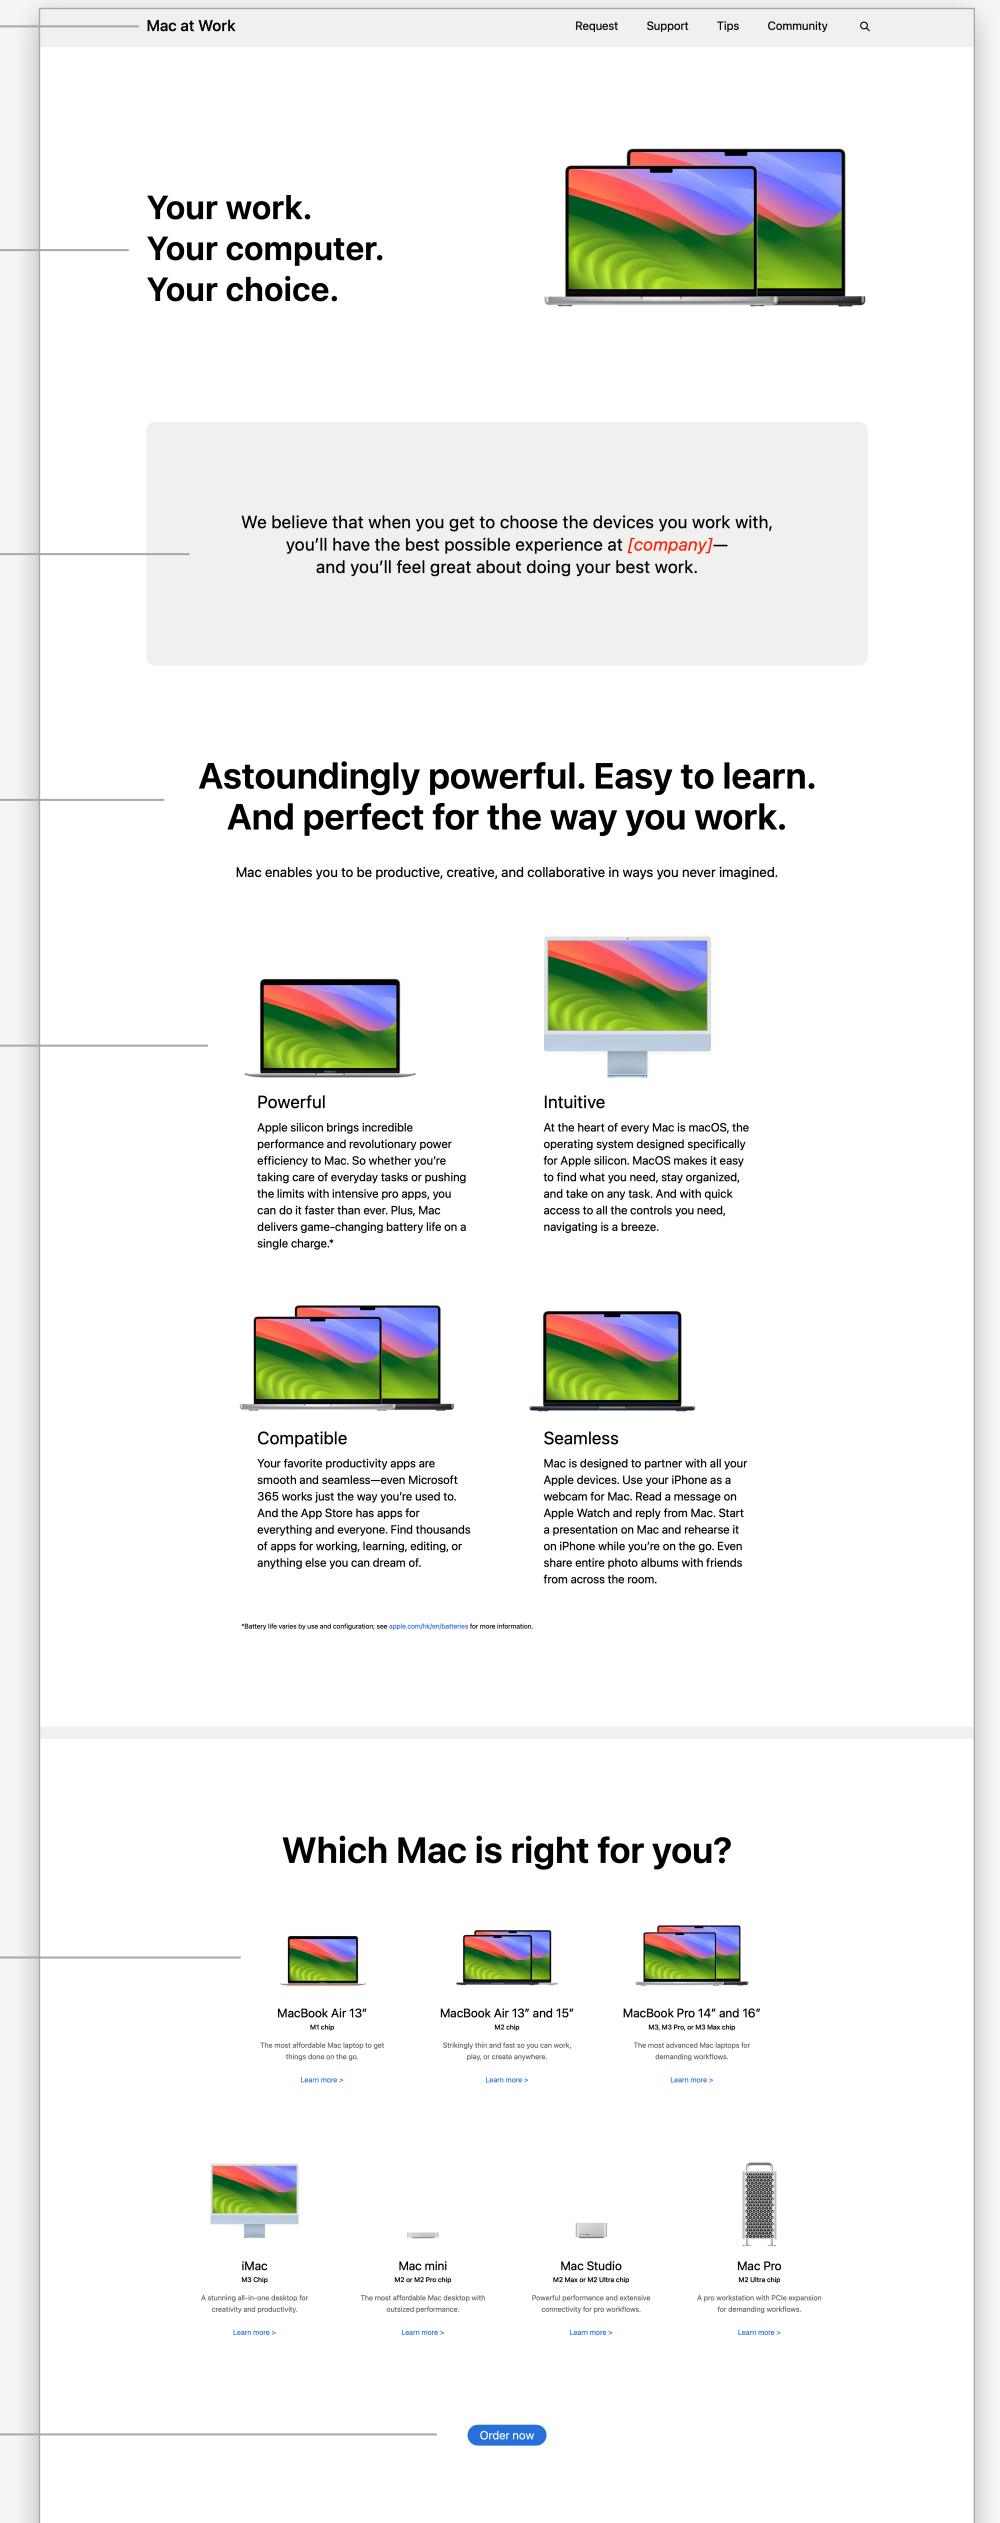 Mac at Work
Request Support Tips Community
Your work.
Your computer.
Your choice.
We believe that when you get to choose the devices you work with,
you’ll have the best possible experience at [company]—
and you’ll feel great about doing your best work.
Astoundingly powerful. Easy to learn.
And perfect for the way you work.
Mac enables you to be productive, creative, and collaborative in ways you never imagined.
Powerful
Apple silicon brings incredible
performance and revolutionary power
efficiency to Mac. So whether you’re
taking care of everyday tasks or pushing
the limits with intensive pro apps, you
can do it faster than ever. Plus, Mac
delivers game-changing battery life on a
single charge.*
Intuitive
At the heart of every Mac is macOS, the
operating system designed specifically
for Apple silicon. MacOS makes it easy
to find what you need, stay organized,
and take on any task. And with quick
access to all the controls you need,
navigating is a breeze.
Compatible
Your favorite productivity apps are
smooth and seamless—even Microsoft
365 works just the way you’re used to.
And the App Store has apps for
everything and everyone. Find thousands
of apps for working, learning, editing, or
anything else you can dream of.
Seamless
Mac is designed to partner with all your
Apple devices. Use your iPhone as a
webcam for Mac. Read a message on
Apple Watch and reply from Mac. Start
a presentation on Mac and rehearse it
on iPhone while you’re on the go. Even
share entire photo albums with friends
from across the room.
*Battery life varies by use and configuration; see apple.com/hk/en/batteries for more information.
Which Mac is right for you?
MacBook Air 13”
M1 chip
The most affordable Mac laptop to get
things done on the go.
Learn more >
MacBook Air 13” and 15”
M2 chip
Strikingly thin and fast so you can work,
play, or create anywhere.
Learn more >
MacBook Pro 14” and 16”
M3, M3 Pro, or M3 Max chip
The most advanced Mac laptops for
demanding workflows.
Learn more >
iMac
M3 Chip
A stunning all-in-one desktop for
creativity and productivity.
Learn more >
Mac mini
M2 or M2 Pro chip
The most affordable Mac desktop with
outsized performance.
Learn more >
Mac Studio
M2 Max or M2 Ultra chip
Powerful performance and extensive
connectivity for pro workflows.
Learn more >
Mac Pro
M2 Ultra chip
A pro workstation with PCIe expansion
for demanding workflows.
Learn more >
Order now